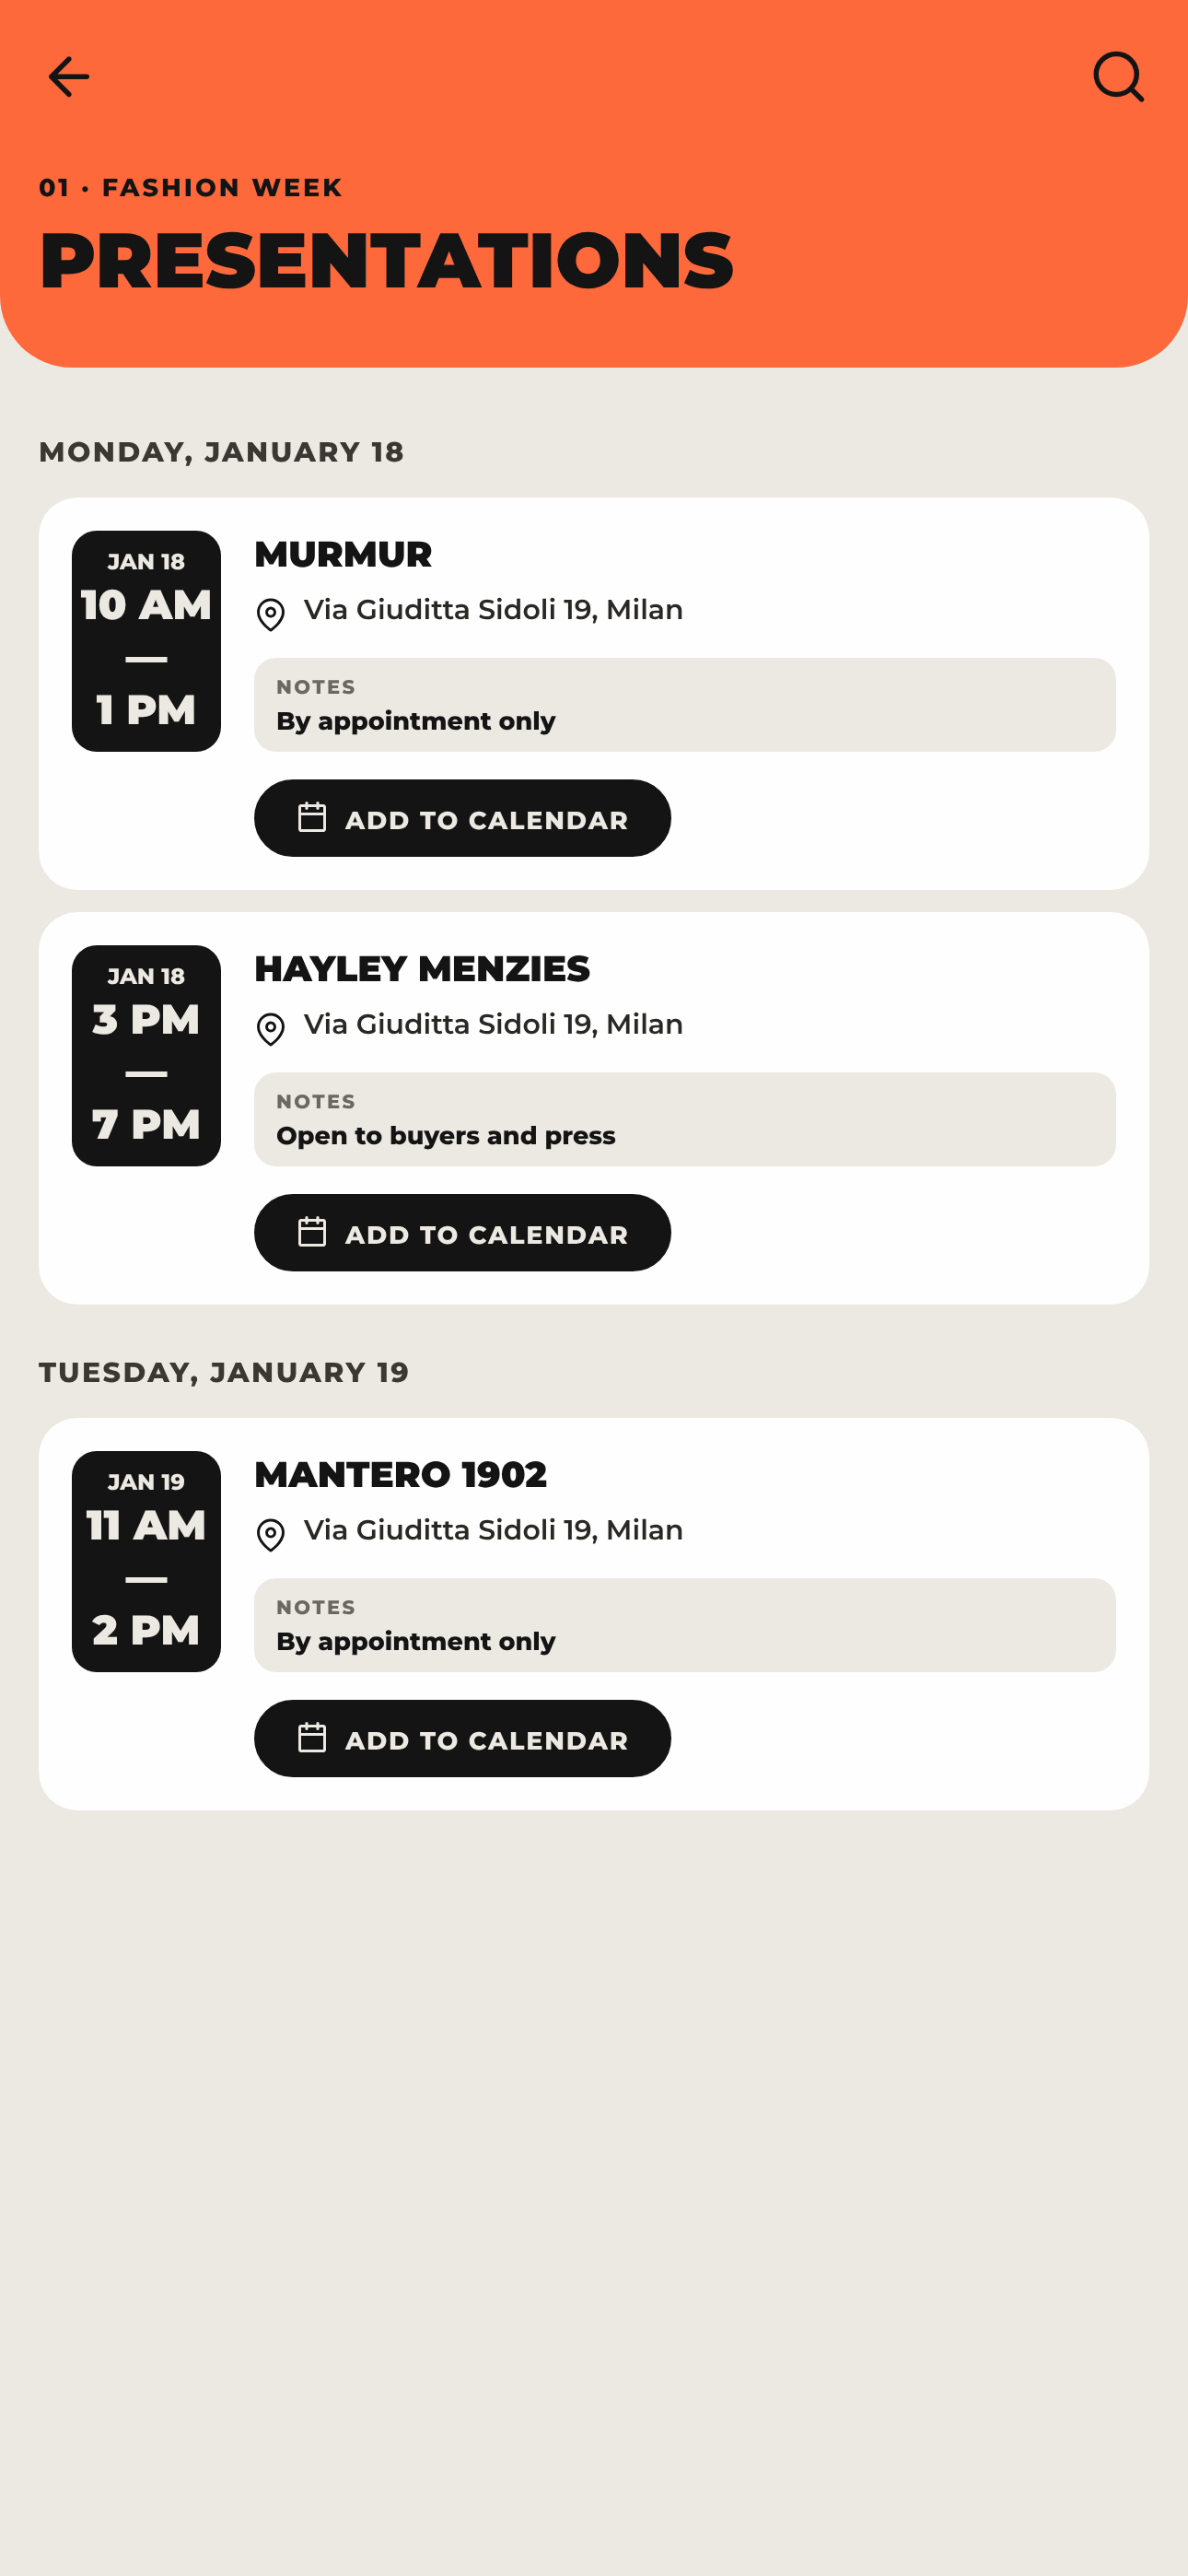 01 · FASHION WEEK
PRESENTATIONS
MONDAY, JANUARY 18
JAN 18
10 AM
—
1 PM
MURMUR
Via Giuditta Sidoli 19, Milan
NOTES
By appointment only
ADD TO CALENDAR
JAN 18
3 PM
—
7 PM
HAYLEY MENZIES
Via Giuditta Sidoli 19, Milan
NOTES
Open to buyers and press
ADD TO CALENDAR
TUESDAY, JANUARY 19
JAN 19
11 AM
—
2 PM
MANTERO 1902
Via Giuditta Sidoli 19, Milan
NOTES
By appointment only
ADD TO CALENDAR